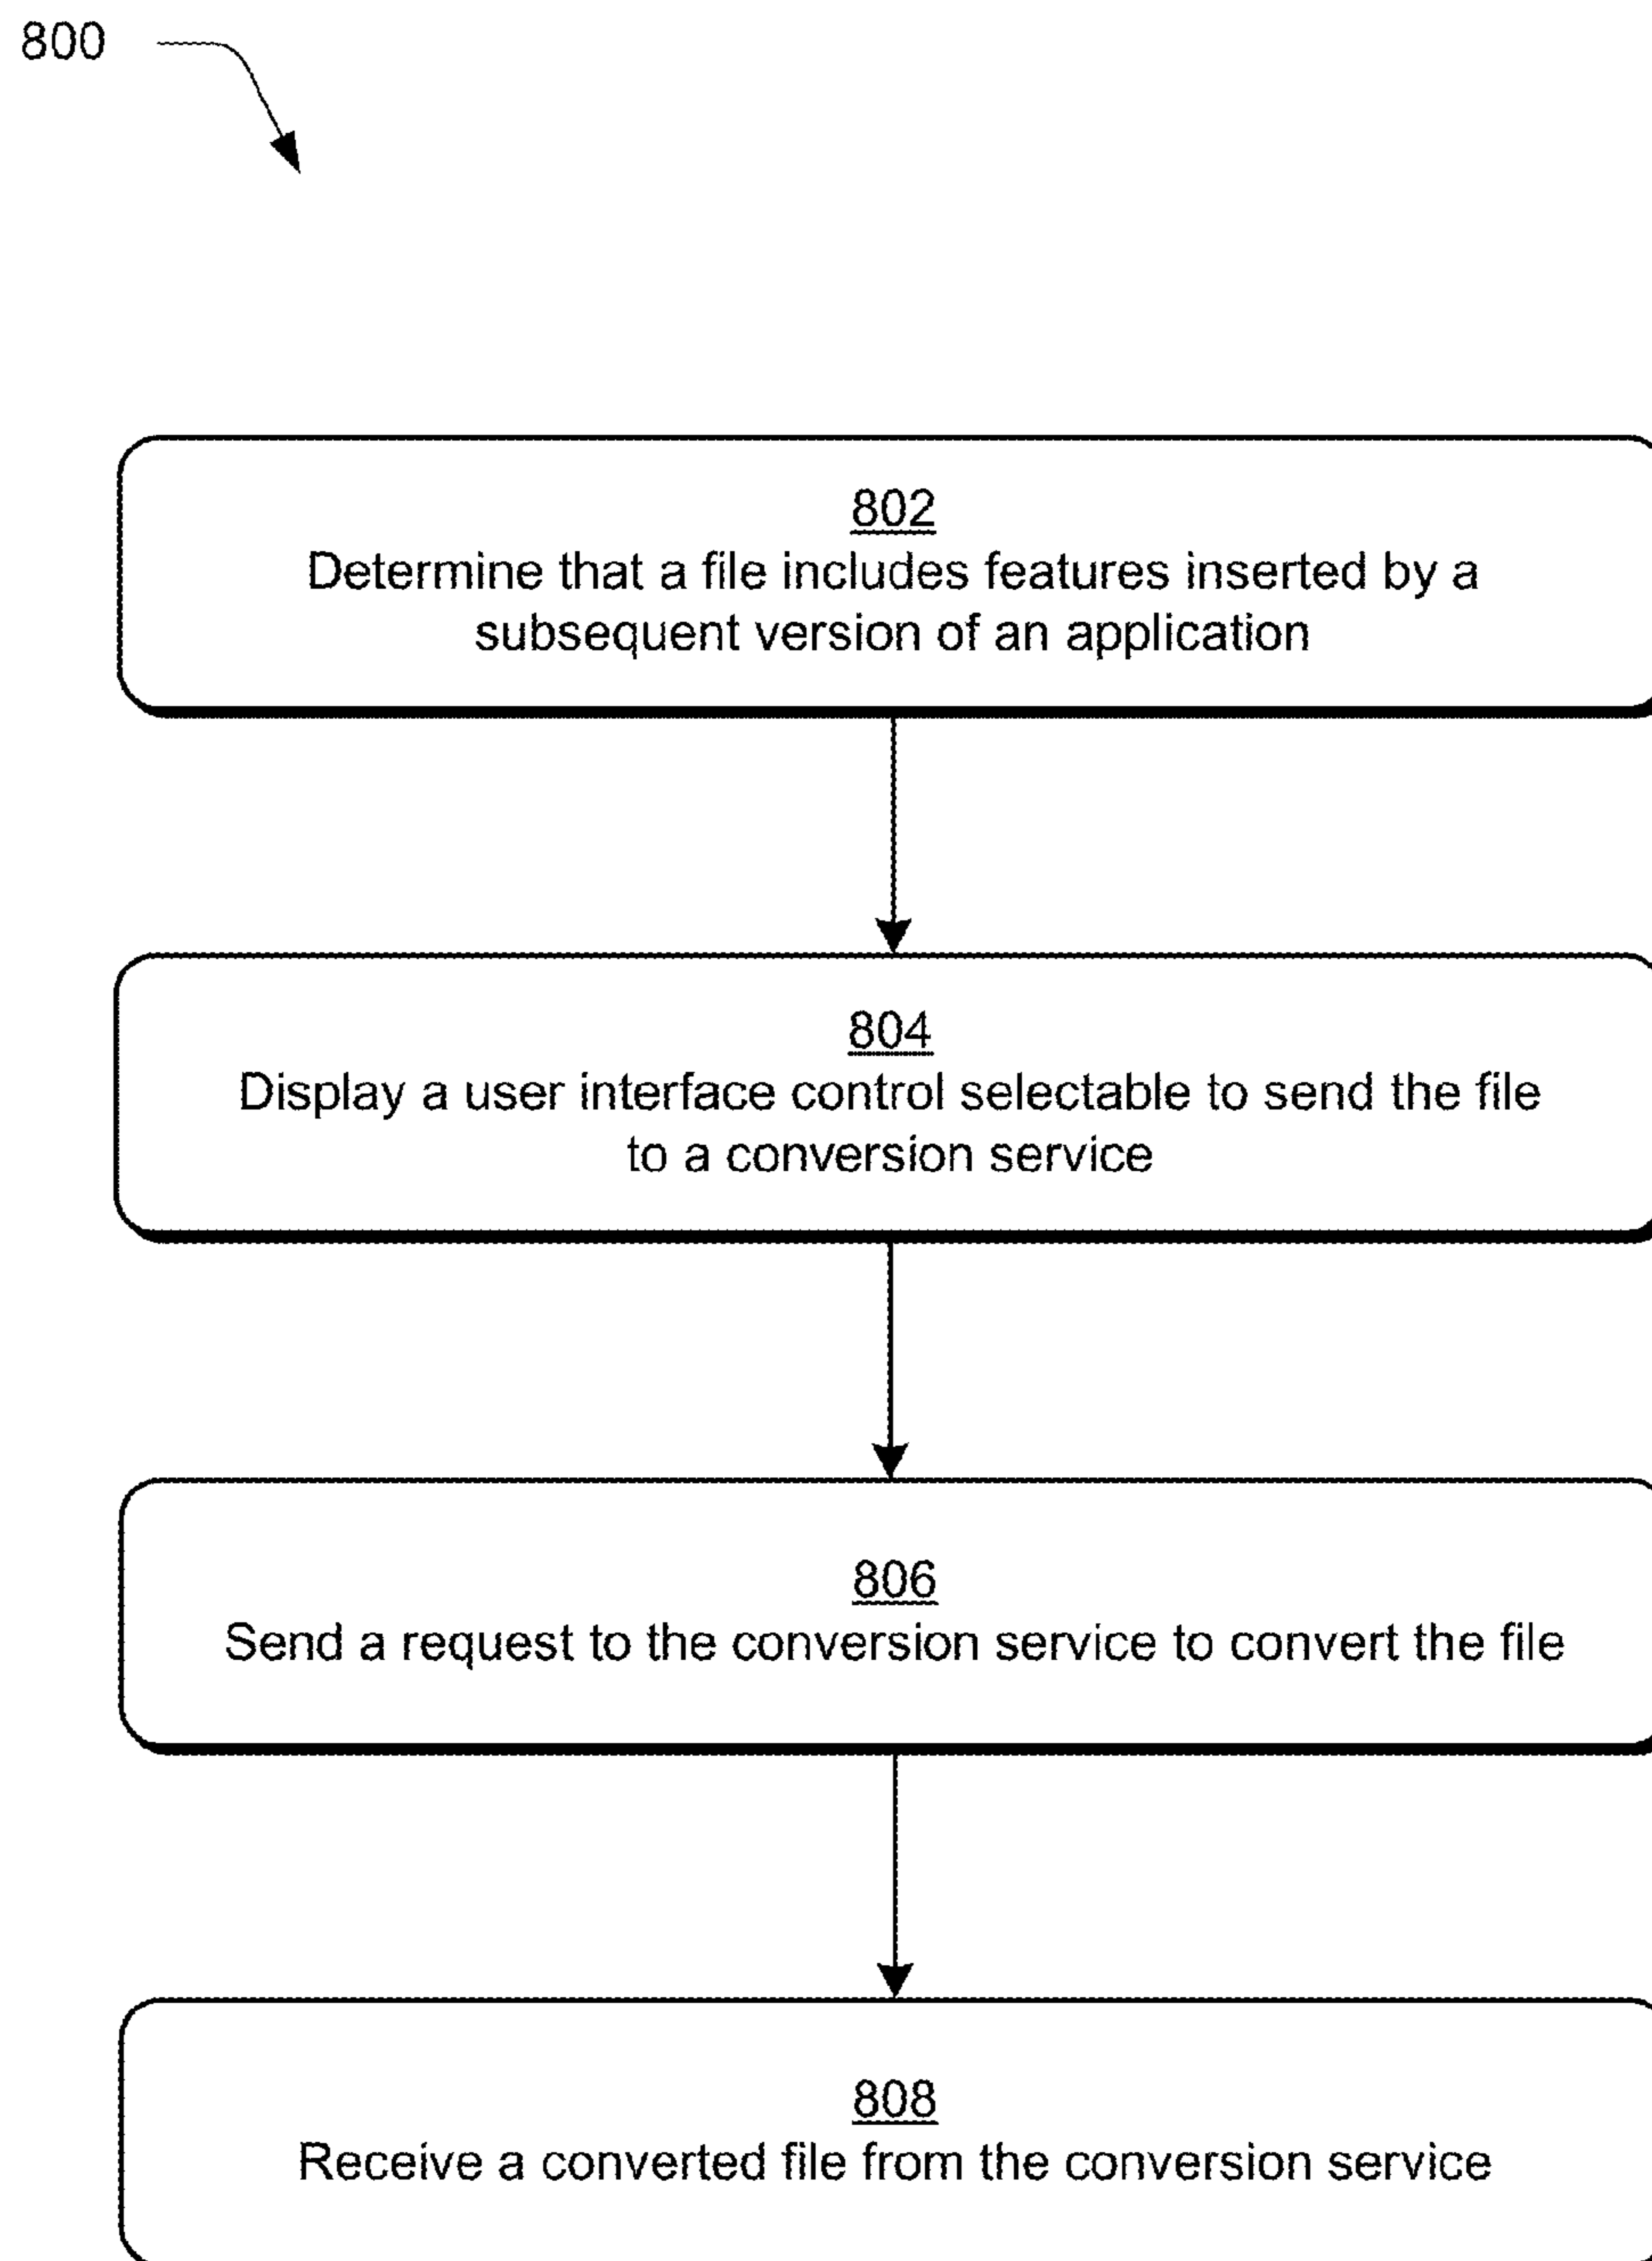 800
802
Determine that a file includes features inserted by a
subsequent version of an application
804
Display a user interface control selectable to send the file
to a conversion service
806
Send a request to the conversion service to convert the file
808
Receive a converted file from the conversion service